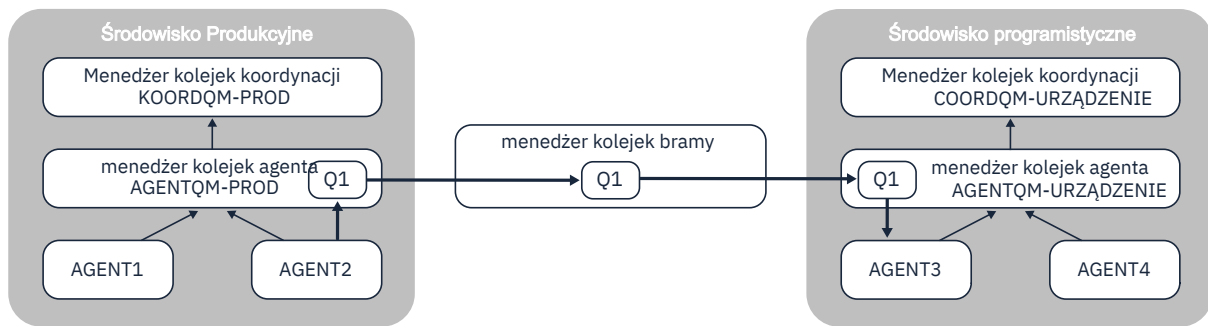 Środowisko Produkcyjne
Menedżer kolejek koordynacji
KOORDQM-PROD
menedżer kolejek agenta
AGENTQM-PROD
Q1
AGENT1
AGENT2
menedżer kolejek bramy
Q1
Środowisko programistyczne
Menedżer kolejek koordynacji
COORDQM-URZĄDZENIE
Q1
menedżer kolejek agenta
AGENTQM-URZĄDZENIE
AGENT3
AGENT4